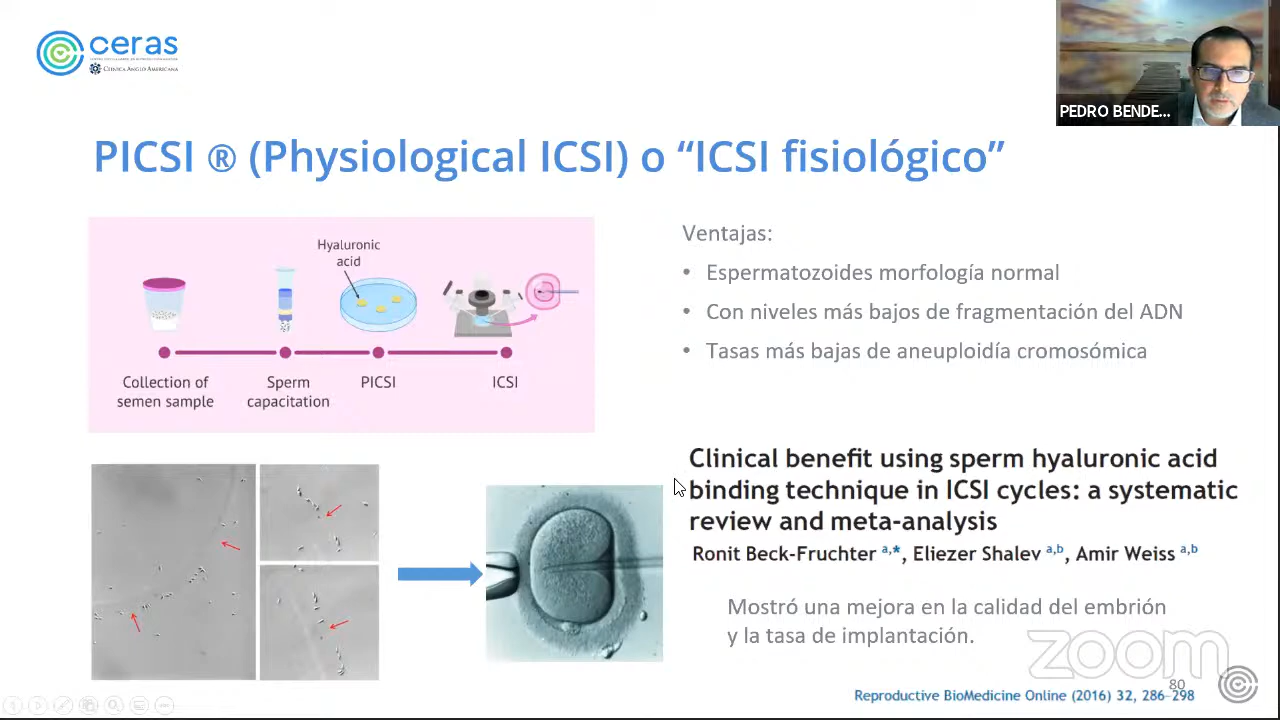 ceras
CLÍNICA ANGLO AMERICANA
PEDRO BENDE...
PICSI ® (Physiological ICSI) o “ICSI fisiológico”
Hyaluronic
acid
Collection of
semen sample
Sperm
capacitation
PICSI
ICSI
Ventajas:
• Espermatozoides morfología normal
• Con niveles más bajos de fragmentación del ADN
• Tasas más bajas de aneuploidía cromosómica
Clinical benefit using sperm hyaluronic acid
binding technique in ICSI cycles: a systematic
review and meta-analysis
Ronit Beck-Fruchter a,*, Eliezer Shalev a,b, Amir Weiss a,b
Mostró una mejora en la calidad del embrión
y la tasa de implantación.
zoom
80
Reproductive BioMedicine Online (2016) 32, 286–298